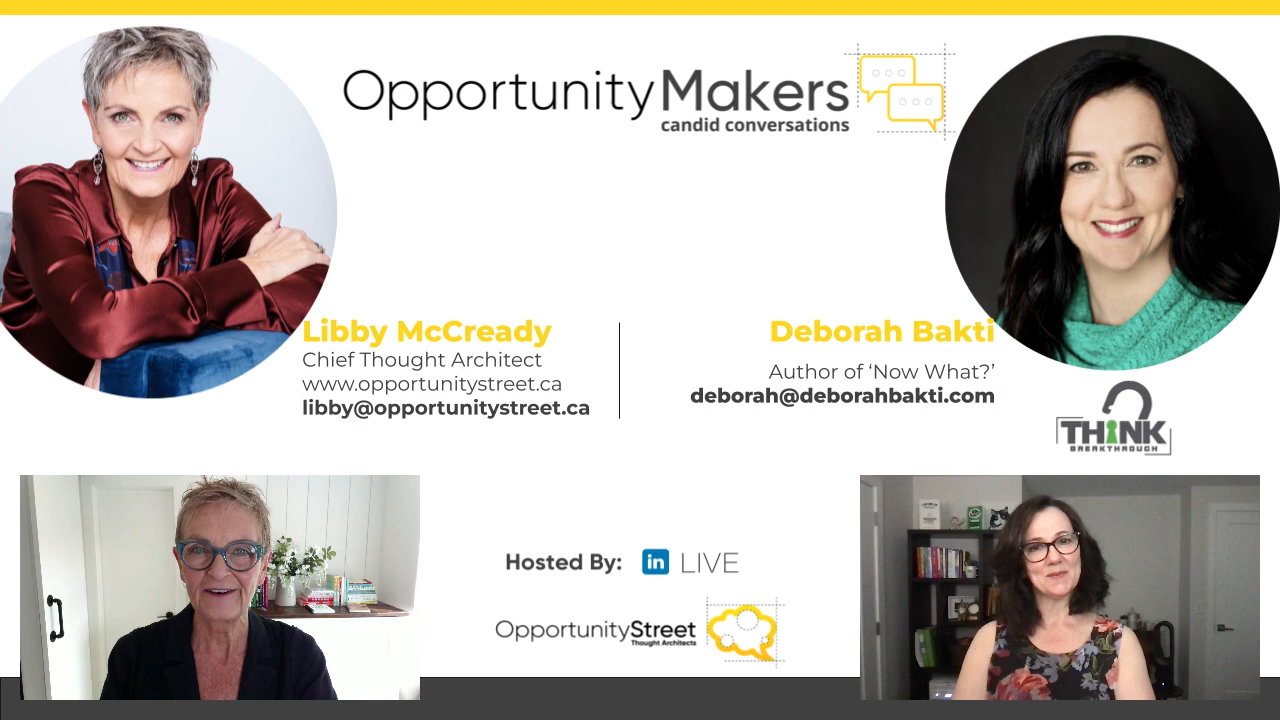 OpportunityMakers
candid conversations
Libby McCready
Chief Thought Architect
www.opportunitystreet.ca
libby@opportunitystreet.ca
Deborah Bakti
Author of ‘Now What?’
deborah@deborahbakti.com
THINK
BREAKTHROUGH
Hosted By: in LIVE
OpportunityStreet
Thought Architects